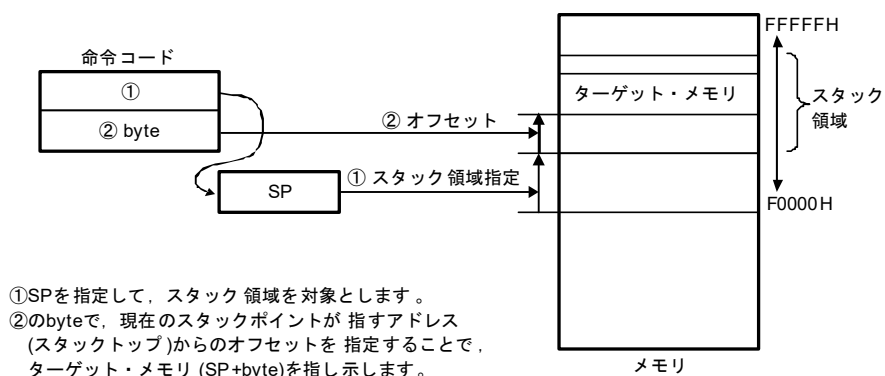 命令コード
①
② byte
② オフセット
SP
① スタック領域指定
FFFFFH
ターゲット・メモリ
スタック
領域
F0000H
メモリ
①SPを指定して，スタック領域を対象とします。
②のbyteで，現在のスタックポイントが指すアドレス
(スタックトップ)からのオフセットを指定することで，
ターゲット・メモリ(SP+byte)を指し示します。